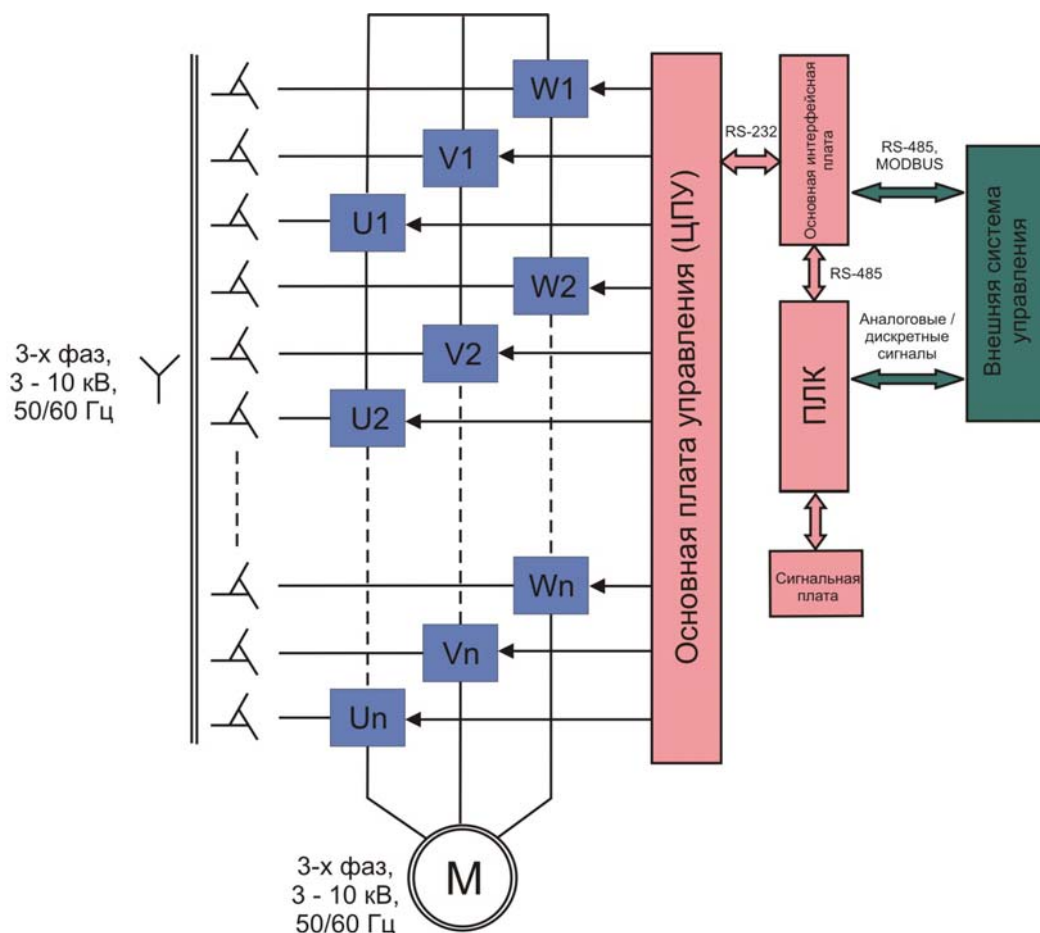 W1
V1
U1
W2
V2
U2
Wn
Vn
Un
3-х фаз,
3 - 10 кВ,
50/60 Гц
М
3-х фаз,
3 - 10 кВ,
50/60 Гц
Основная плата управления (ЦПУ)
RS-232
Основная интерфейсная
плата
RS-485,
MODBUS
RS-485
ПЛК
Аналоговые /
дискретные
сигналы
Сигнальная
плата
Внешняя система
управления